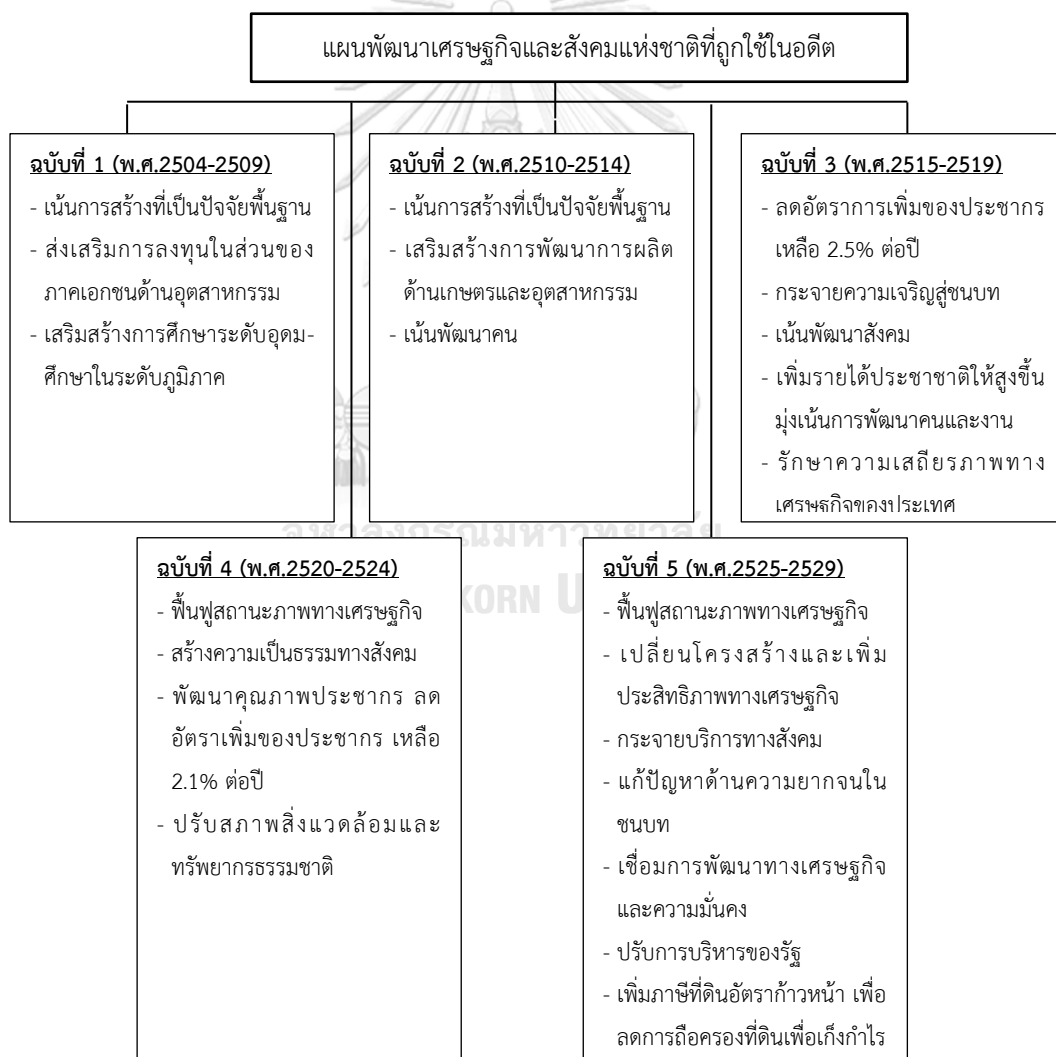 แผนพัฒนาเศรษฐกิจและสังคมแห่งชาติที่ถูกใช้ในอดีต
ฉบับที่ 1 (พ.ศ.2504-2509)
- เน้นการสร้างที่เป็นปัจจัยพื้นฐาน
- ส่งเสริมการลงทุนในส่วนของ
ภาคเอกชนด้านอุตสาหกรรม
- เสริมสร้างการศึกษาระดับอุดม-
ศึกษาในระดับภูมิภาค
ฉบับที่ 2 (พ.ศ.2510-2514)
- เน้นการสร้างที่เป็นปัจจัยพื้นฐาน
- เสริมสร้างการพัฒนาการผลิต
ด้านเกษตรและอุตสาหกรรม
- เน้นพัฒนาคน
ฉบับที่ 3 (พ.ศ.2515-2519)
- ลดอัตราการเพิ่มของประชากร
เหลือ 2.5% ต่อปี
- กระจายความเจริญสู่ชนบท
- เน้นพัฒนาสังคม
- เพิ่มรายได้ประชาชาติให้สูงขึ้น
มุ่งเน้นการพัฒนาคนและงาน
- รักษาความเสถียรภาพทาง
เศรษฐกิจของประเทศ
จุฬาลงกรณ์มหาวิทยาลัย
KORN U
ฉบับที่ 4 (พ.ศ.2520-2524)
- ฟื้นฟูสถานะภาพทางเศรษฐกิจ
- สร้างความเป็นธรรมทางสังคม
- พัฒนาคุณภาพประชากร ลด
อัตราเพิ่มของประชากร เหลือ
2.1% ต่อปี
- ปรับสภาพสิ่งแวดล้อมและ
ทรัพยากรธรรมชาติ
ฉบับที่ 5 (พ.ศ.2525-2529)
- ฟื้นฟูสถานะภาพทางเศรษฐกิจ
- เปลี่ยนโครงสร้างและเพิ่ม
ประสิทธิภาพทางเศรษฐกิจ
- กระจายบริการทางสังคม
- แก้ปัญหาด้านความยากจนใน
ชนบท
- เชื่อมการพัฒนาทางเศรษฐกิจ
และความมั่นคง
- ปรับการบริหารของรัฐ
- เพิ่มภาษีที่ดินอัตราก้าวหน้า เพื่อ
ลดการถือครองที่ดินเพื่อเก็งกำไร